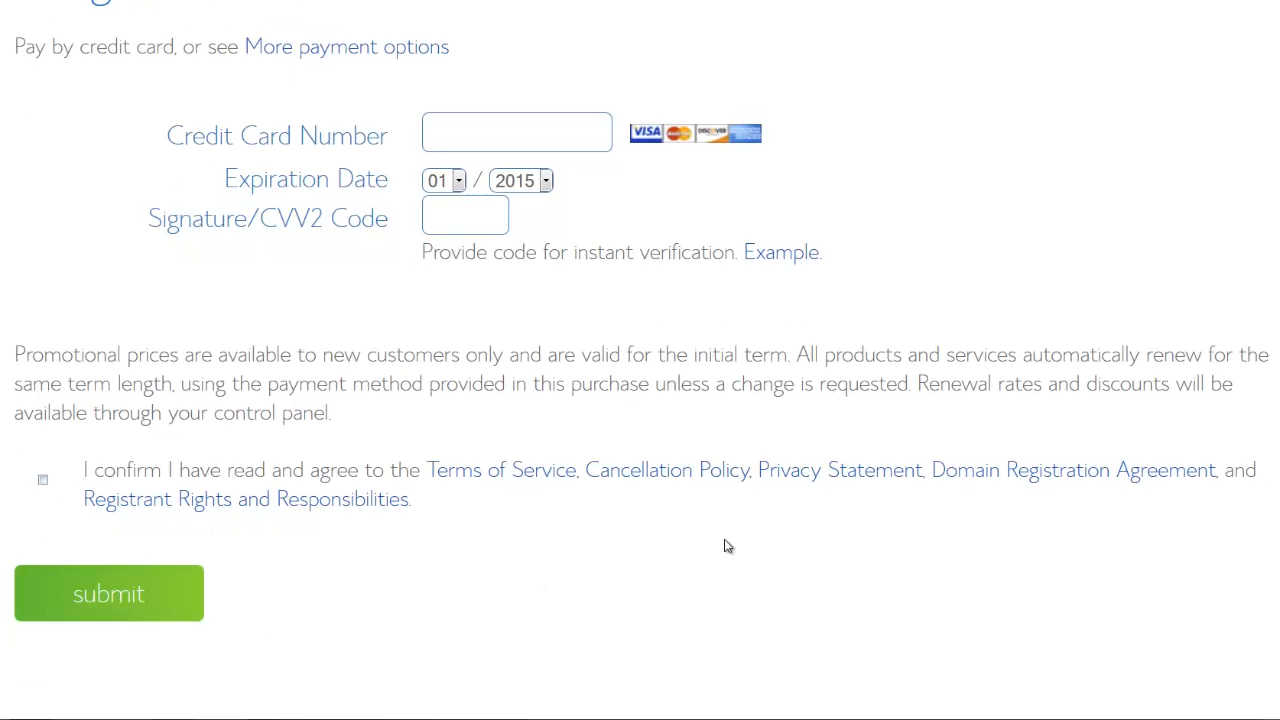 Pay by credit card, or see More payment options
Credit Card Number
VISA
DISCOVER
Expiration Date
01 / 2015
Signature/CVV2 Code
Provide code for instant verification. Example.
Promotional prices are available to new customers only and are valid for the initial term. All products and services automatically renew for the
same term length, using the payment method provided in this purchase unless a change is requested. Renewal rates and discounts will be
available through your control panel.
I confirm I have read and agree to the Terms of Service, Cancellation Policy, Privacy Statement, Domain Registration Agreement, and
Registrant Rights and Responsibilities.
submit